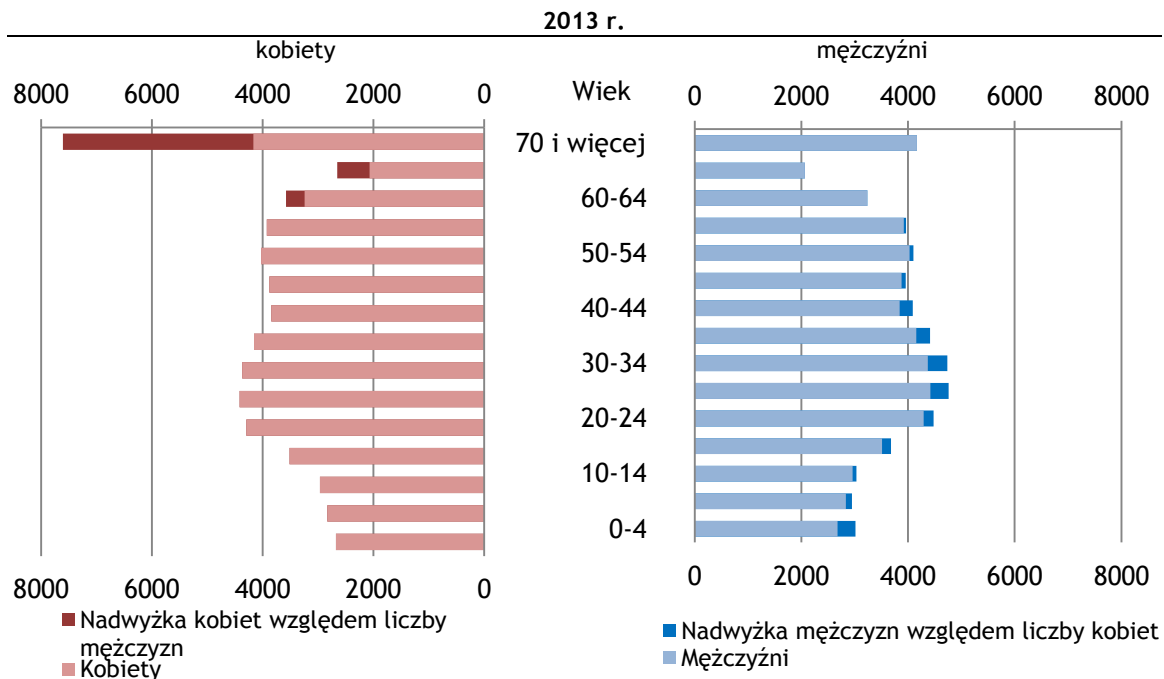 2013 r.
kobiety
mężczyźni
8000 6000 4000 2000 0
Wiek
0 2000 4000 6000 8000
70 i więcej
60-64
50-54
40-44
30-34
20-24
10-14
0-4
8000 6000 4000 2000 0
0 2000 4000 6000 8000
Nadwyżka kobiet względem liczby
mężczyzn
Kobiety
Nadwyżka mężczyzn względem liczby kobiet
Mężczyźni